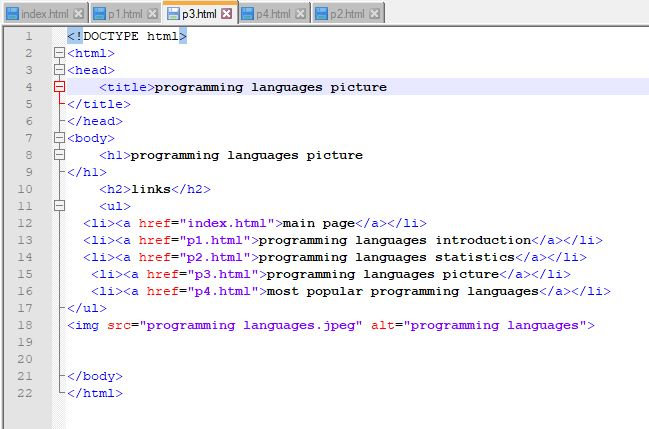 index.html p1.html p3.html p4.html p2.html
1 <!DOCTYPE html>
2 <html>
3 <head>
4 <title>programming languages picture
5 </title>
6 </head>
7 <body>
8 <h1>programming languages picture
9 </h1>
10 <h2>links</h2>
11 <ul>
12 <li><a href="index.html">main page</a></li>
13 <li><a href="p1.html">programming languages introduction</a></li>
14 <li><a href="p2.html">programming languages statistics</a></li>
15 <li><a href="p3.html">programming languages picture</a></li>
16 <li><a href="p4.html">most popular programming languages</a></li>
17 </ul>
18 <img src="programming languages.jpeg" alt="programming languages">
19
20
21 </body>
22 </html>